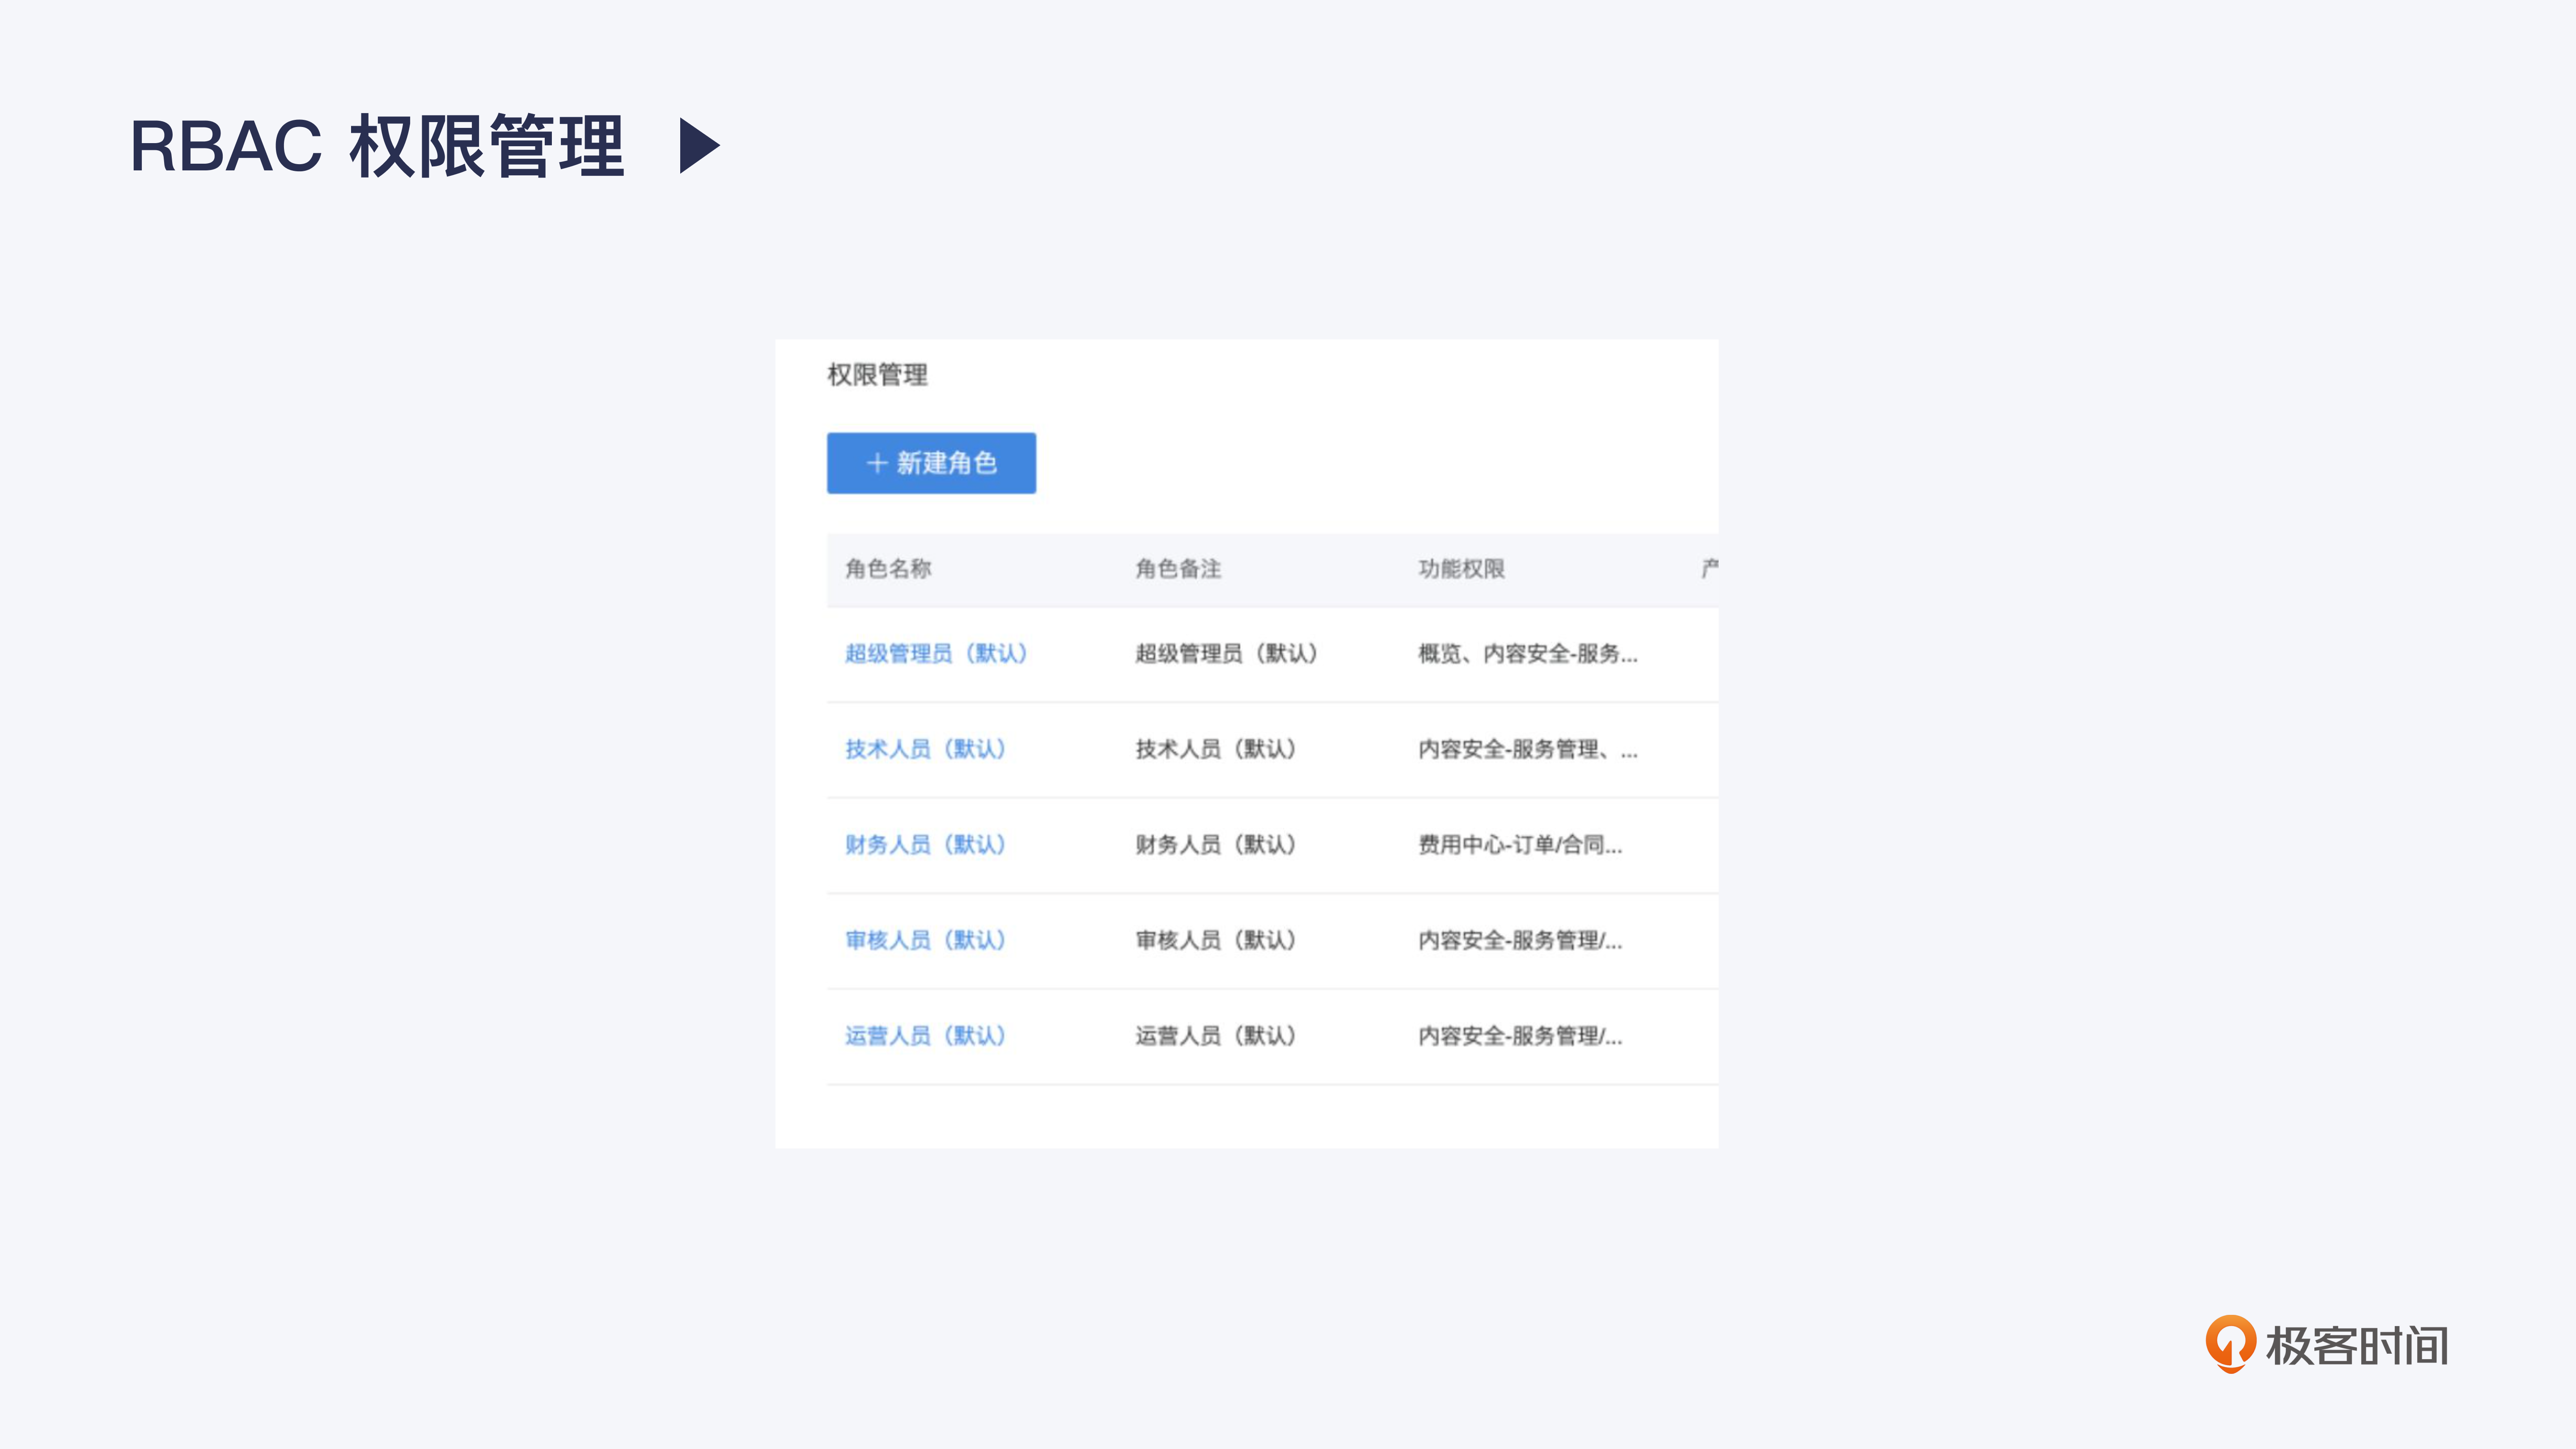 RBAC 权限管理
权限管理
+ 新建角色
角色名称 角色备注 功能权限 产
超级管理员（默认） 超级管理员（默认） 概览、内容安全-服务...
技术人员（默认） 技术人员（默认） 内容安全-服务管理、...
财务人员（默认） 财务人员（默认） 费用中心-订单/合同...
审核人员（默认） 审核人员（默认） 内容安全-服务管理/...
运营人员（默认） 运营人员（默认） 内容安全-服务管理/...
极客时间